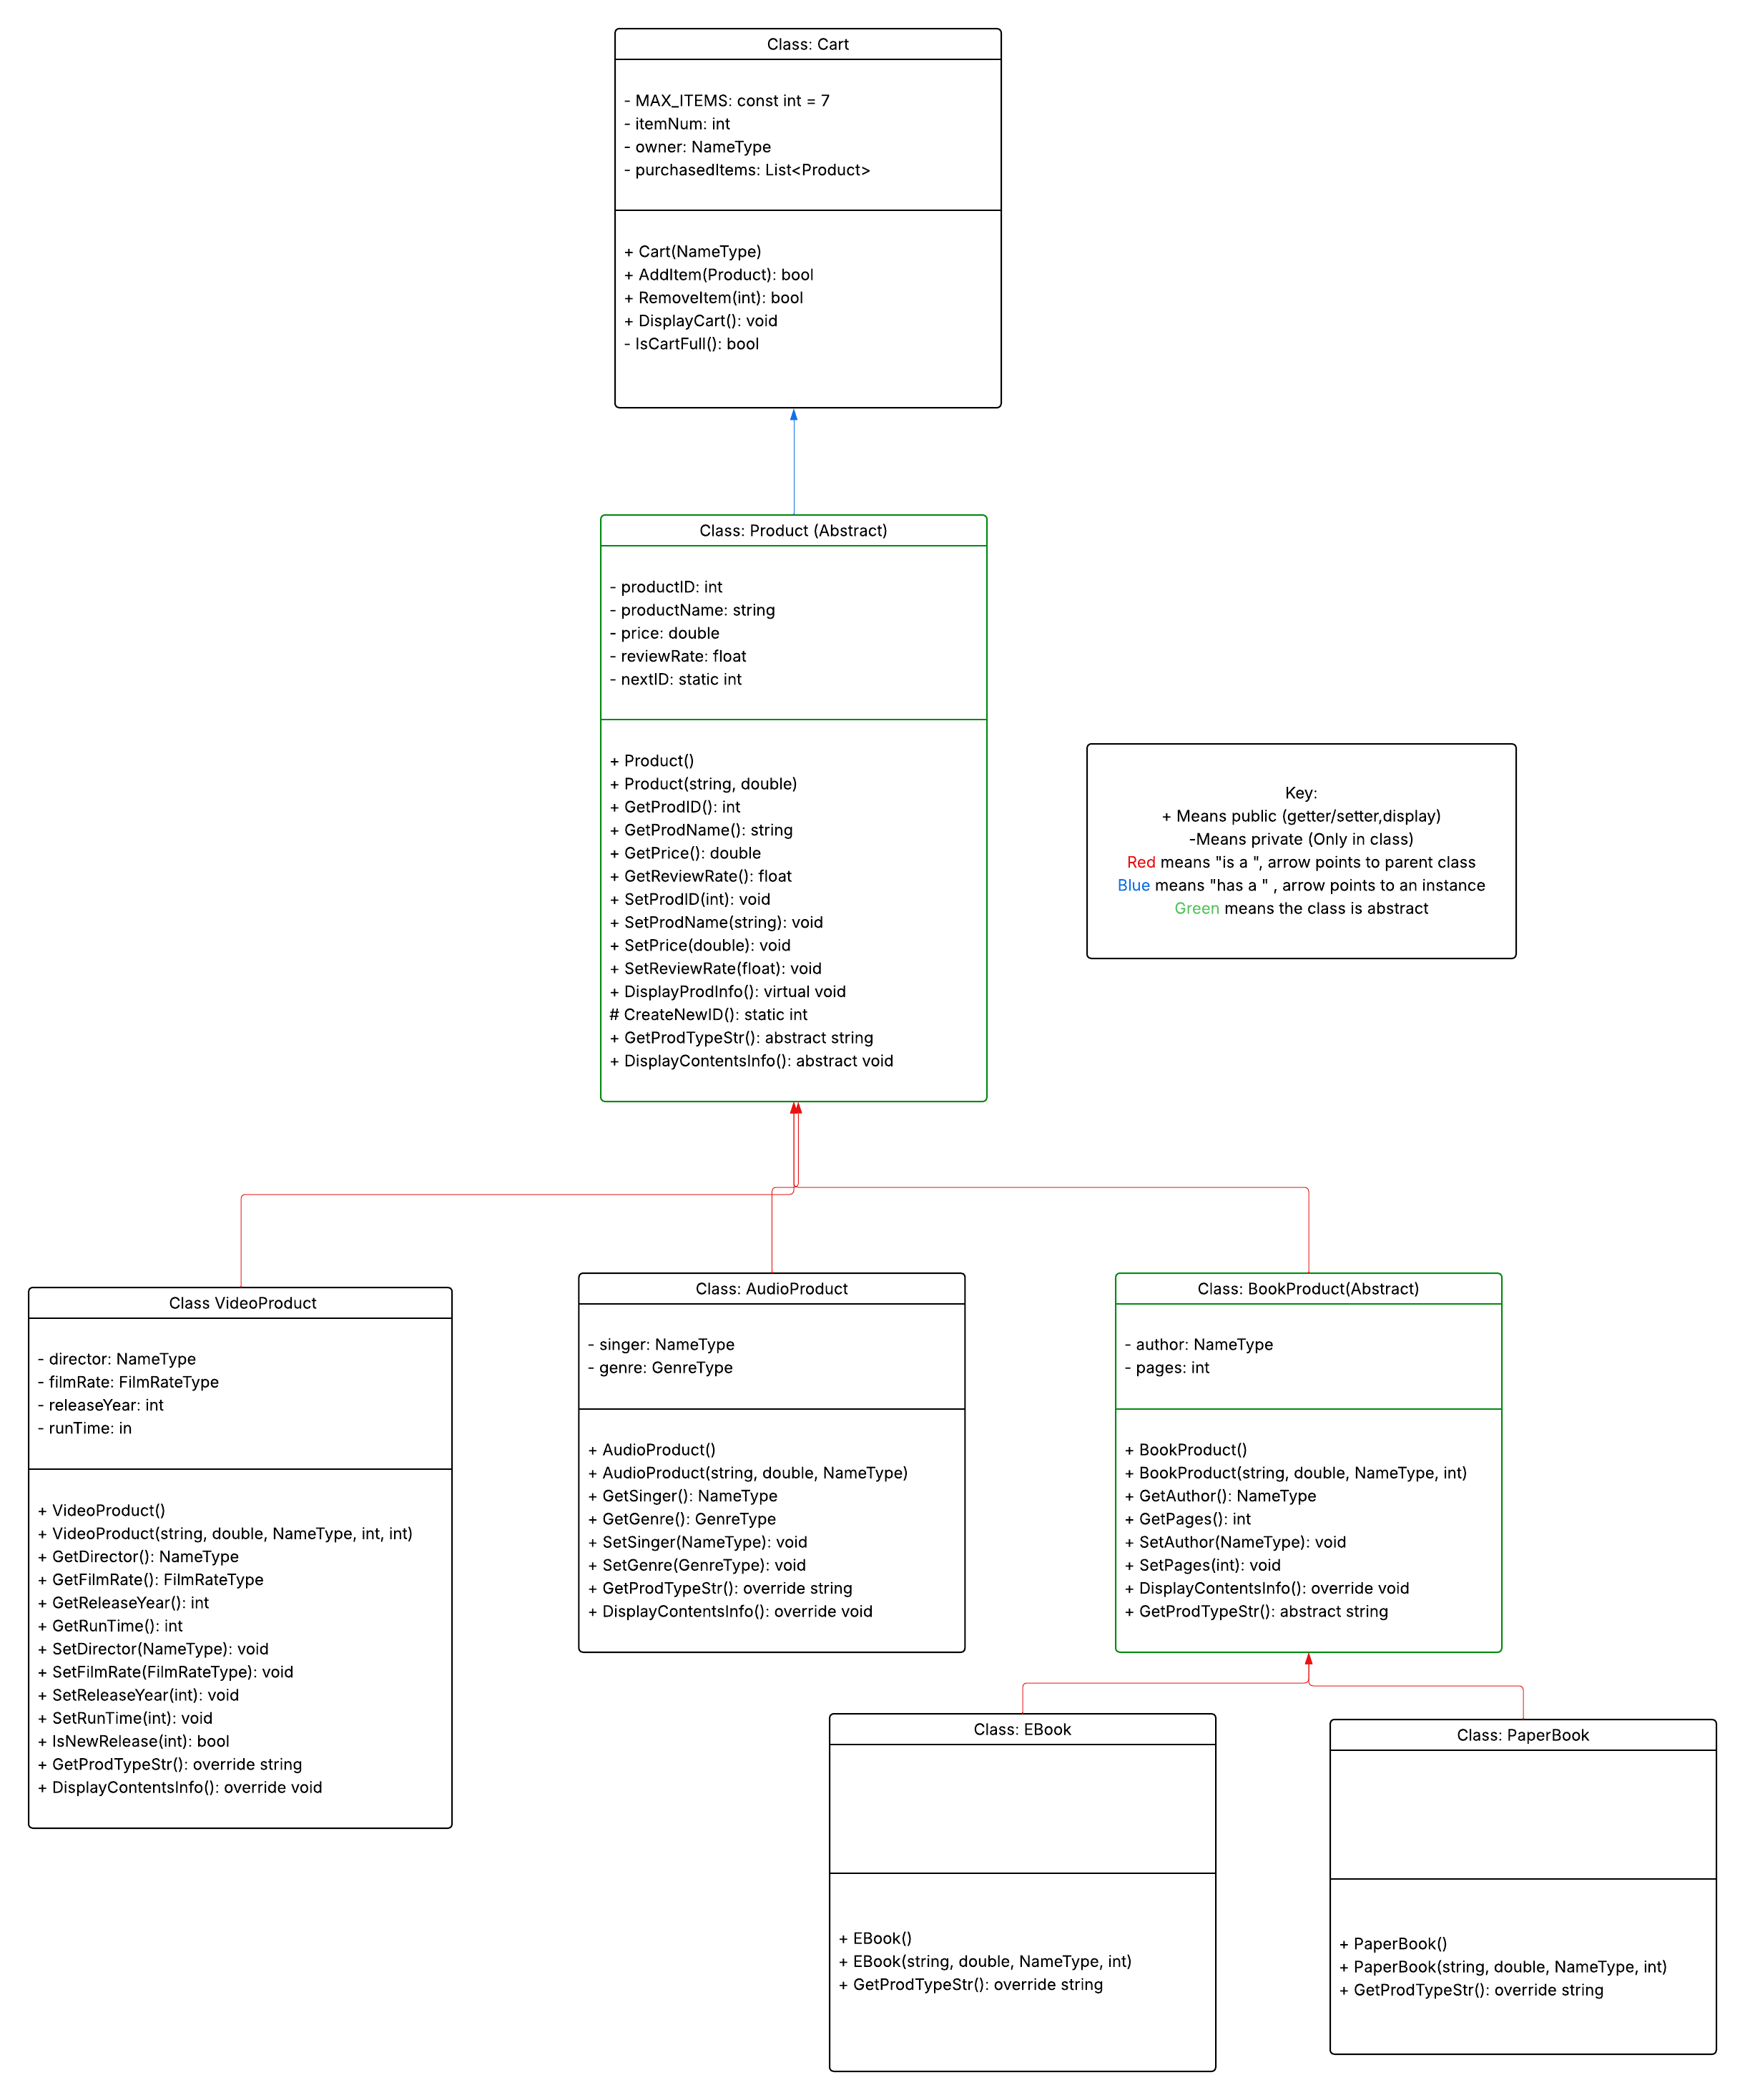 Class: Cart
- MAX_ITEMS: const int = 7
- itemNum: int
- owner: NameType
- purchasedItems: List<Product>
+ Cart(NameType)
+ AddItem(Product): bool
+ RemoveItem(int): bool
+ DisplayCart(): void
- IsCartFull(): bool
Class: Product (Abstract)
- productID: int
- productName: string
- price: double
- reviewRate: float
- nextID: static int
+ Product()
+ Product(string, double)
+ GetProdID(): int
+ GetProdName(): string
+ GetPrice(): double
+ GetReviewRate(): float
+ SetProdID(int): void
+ SetProdName(string): void
+ SetPrice(double): void
+ SetReviewRate(float): void
+ DisplayProdInfo(): virtual void
# CreateNewID(): static int
+ GetProdTypeStr(): abstract string
+ DisplayContentsInfo(): abstract void
Key:
+ Means public (getter/setter,display)
-Means private (Only in class)
Red means "is a ", arrow points to parent class
Blue means "has a " , arrow points to an instance
Green means the class is abstract
Class VideoProduct
- director: NameType
- filmRate: FilmRateType
- releaseYear: int
- runTime: in
+ VideoProduct()
+ VideoProduct(string, double, NameType, int, int)
+ GetDirector(): NameType
+ GetFilmRate(): FilmRateType
+ GetReleaseYear(): int
+ GetRunTime(): int
+ SetDirector(NameType): void
+ SetFilmRate(FilmRateType): void
+ SetReleaseYear(int): void
+ SetRunTime(int): void
+ IsNewRelease(int): bool
+ GetProdTypeStr(): override string
+ DisplayContentsInfo(): override void
Class: AudioProduct
- singer: NameType
- genre: GenreType
+ AudioProduct()
+ AudioProduct(string, double, NameType)
+ GetSinger(): NameType
+ GetGenre(): GenreType
+ SetSinger(NameType): void
+ SetGenre(GenreType): void
+ GetProdTypeStr(): override string
+ DisplayContentsInfo(): override void
Class: BookProduct(Abstract)
- author: NameType
- pages: int
+ BookProduct()
+ BookProduct(string, double, NameType, int)
+ GetAuthor(): NameType
+ GetPages(): int
+ SetAuthor(NameType): void
+ SetPages(int): void
+ DisplayContentsInfo(): override void
+ GetProdTypeStr(): abstract string
Class: EBook
+ EBook()
+ EBook(string, double, NameType, int)
+ GetProdTypeStr(): override string
Class: PaperBook
+ PaperBook()
+ PaperBook(string, double, NameType, int)
+ GetProdTypeStr(): override string